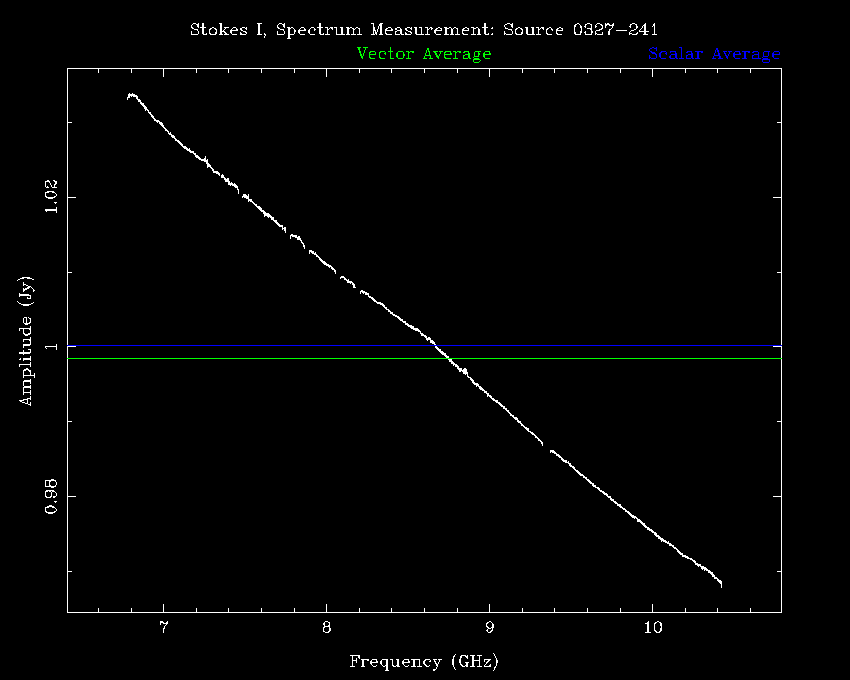 Stokes I, Spectrum Measurement: Source 0327−241
Vector Average
Scalar Average
1.02
1
0.98
Amplitude (Jy)
7
8
9
10
Frequency (GHz)